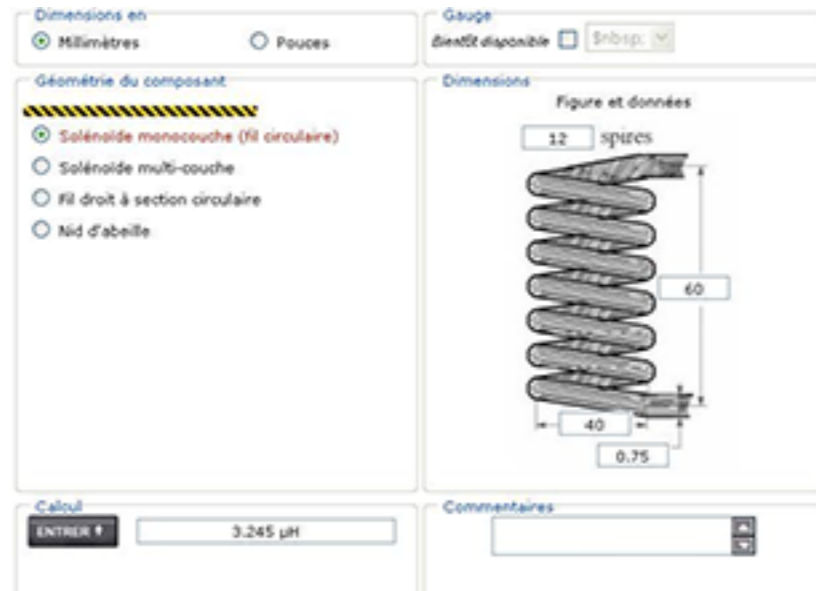 Dimensions en
Millimètres
Pouces
Gauge
Bientôt disponible
$nbsp;
Géométrie du composant
Solénoïde monocouche (fil circulaire)
Solénoïde multi-couche
Fil droit à section circulaire
Nid d'abeille
Dimensions
Figure et données
12 spires
60
40
0.75
Calcul
ENTRER
3.245 µH
Commentaires